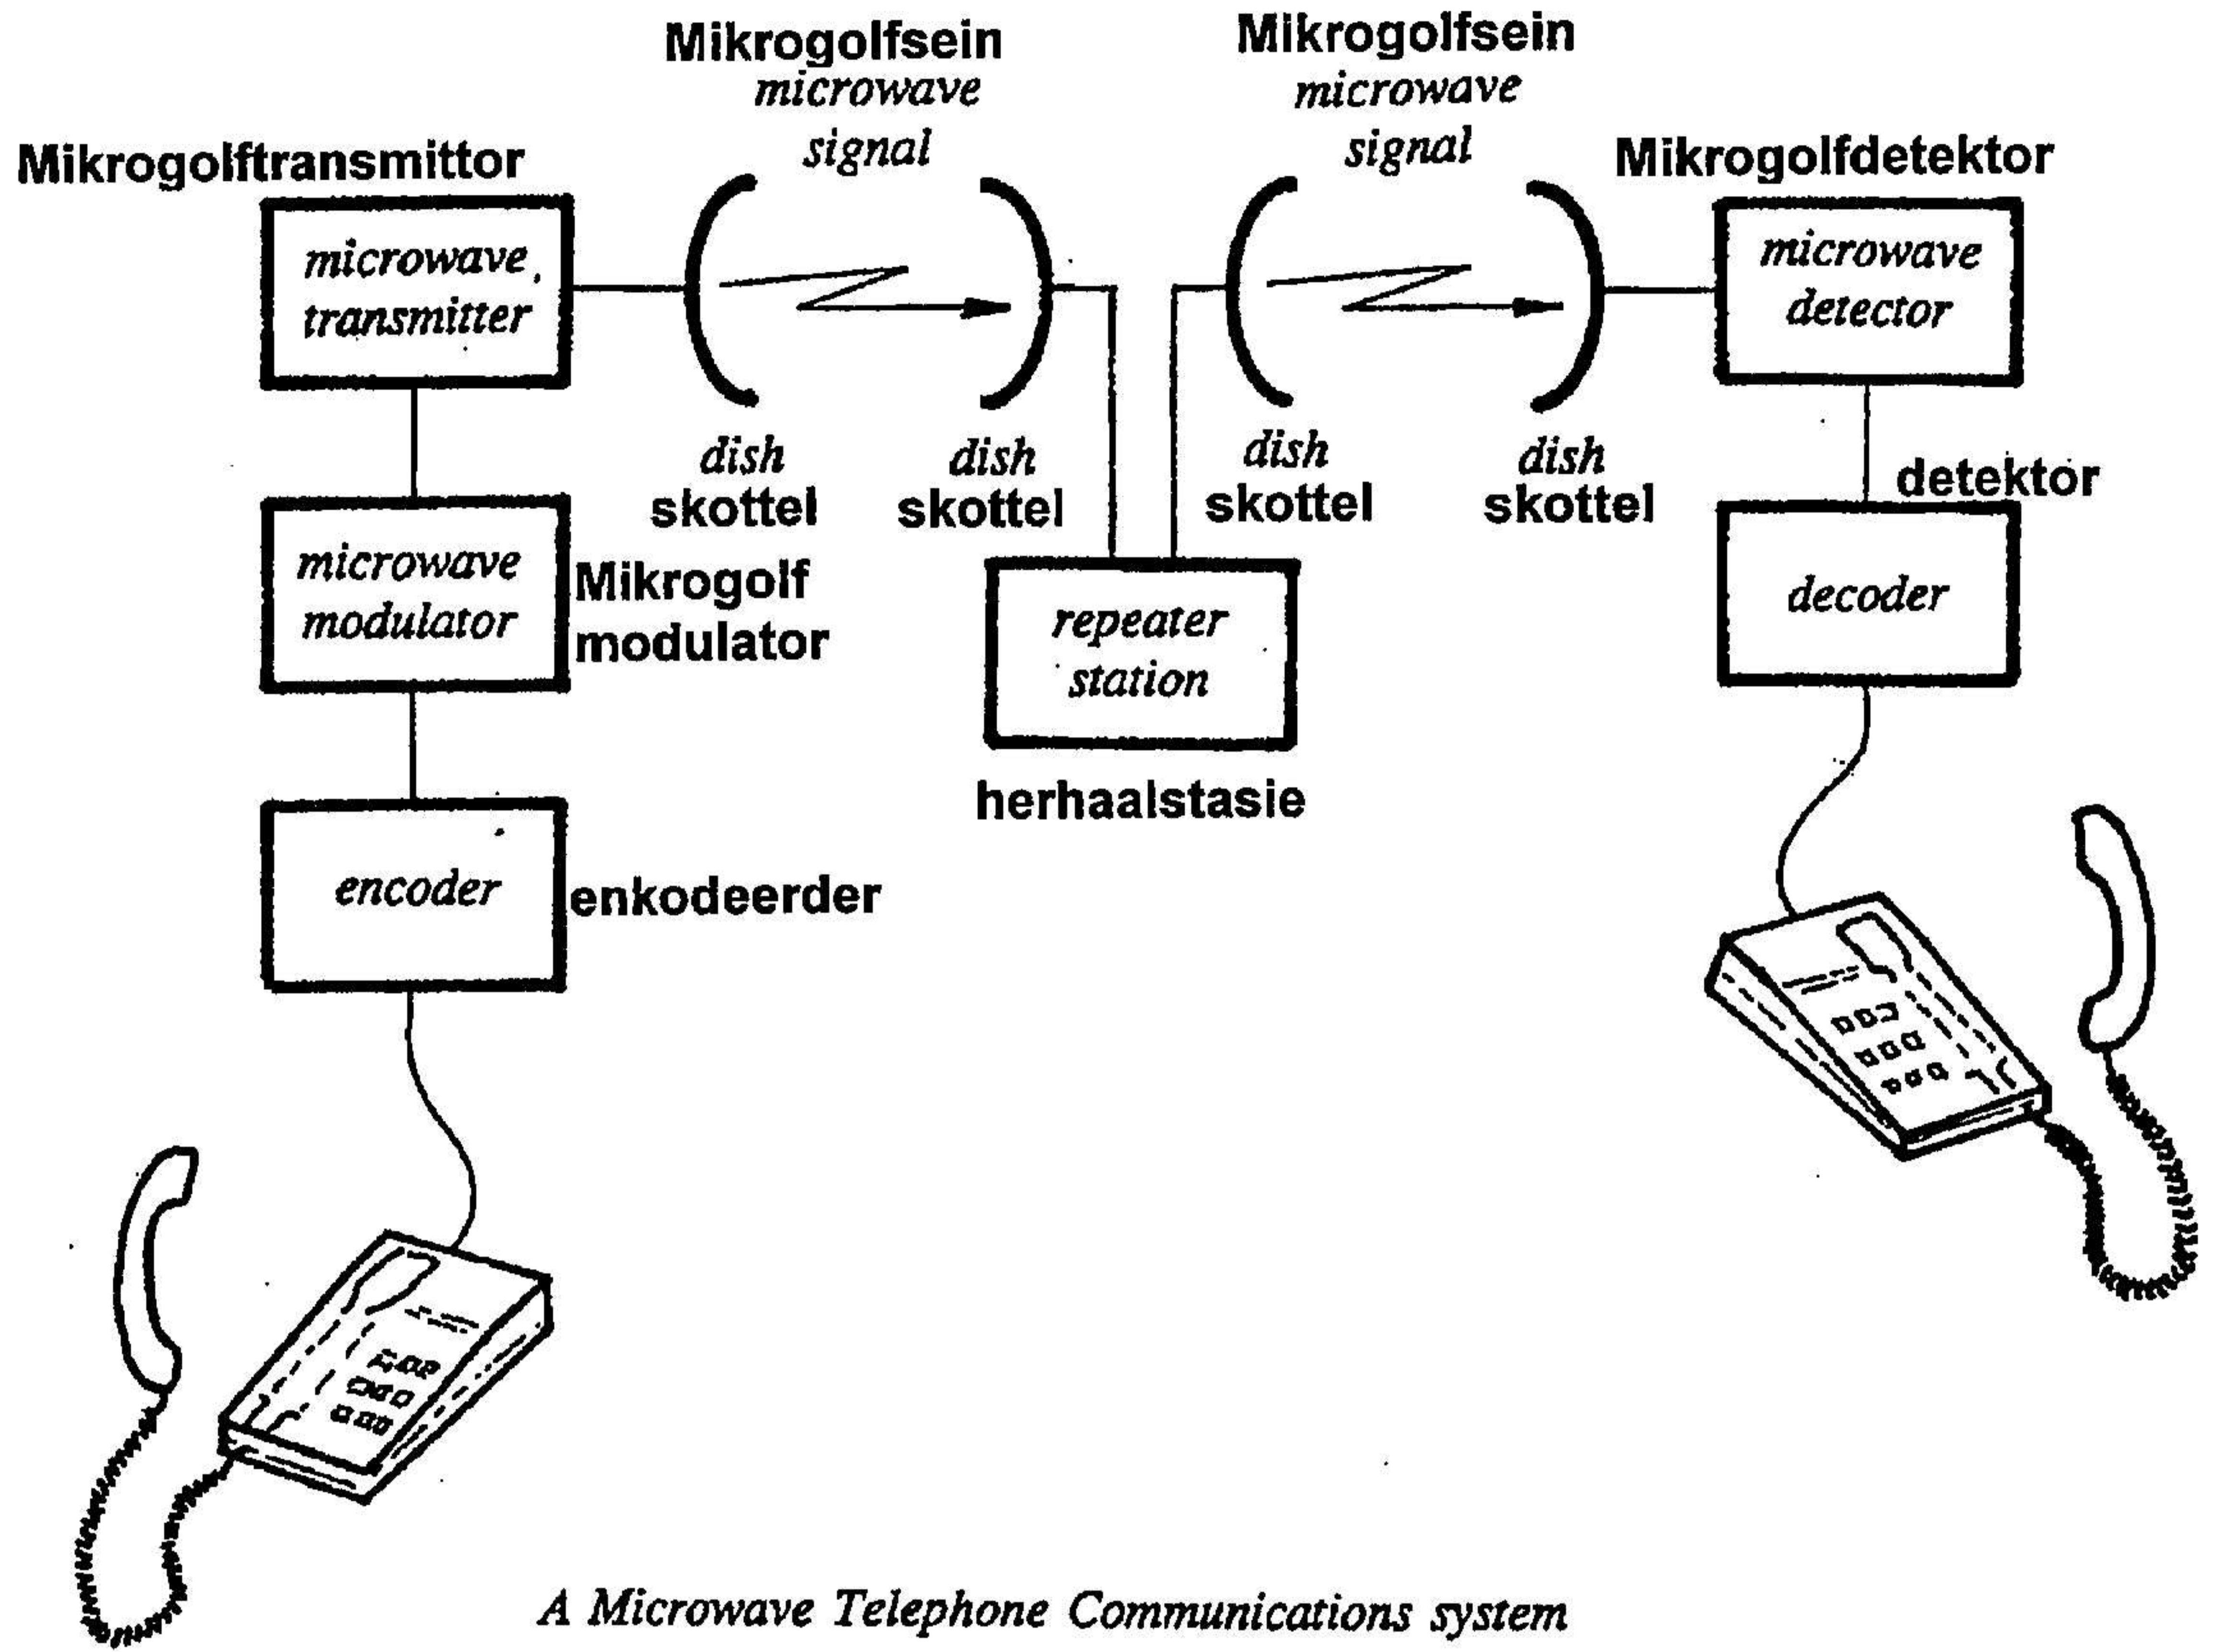 Mikrogolfsein
microwave
signal
Mikrogolfsein
microwave
signal
Mikrogolftransmittor
microwave
transmitter
Mikrogolfdetektor
microwave
detector
dish
skottel
dish
skottel
dish
skottel
dish
skottel
detektor
microwave
modulator
Mikrogolf
modulator
repeater
station
herhaalstasie
decoder
encoder
enkodeerder
A Microwave Telephone Communications system